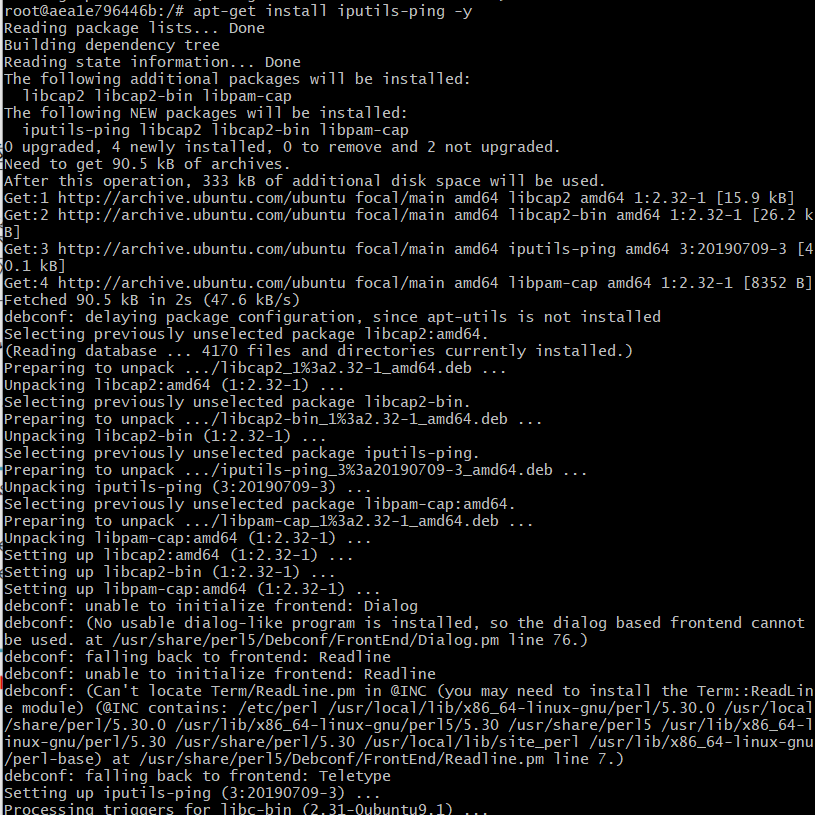 root@aea1e796446b:/# apt-get install iputils-ping -y
Reading package lists... Done
Building dependency tree
Reading state information... Done
The following additional packages will be installed:
  libcap2 libcap2-bin libpam-cap
The following NEW packages will be installed:
  iputils-ping libcap2 libcap2-bin libpam-cap
0 upgraded, 4 newly installed, 0 to remove and 2 not upgraded.
Need to get 90.5 kB of archives.
After this operation, 333 kB of additional disk space will be used.
Get:1 http://archive.ubuntu.com/ubuntu focal/main amd64 libcap2 amd64 1:2.32-1 [15.9 kB]
Get:2 http://archive.ubuntu.com/ubuntu focal/main amd64 libcap2-bin amd64 1:2.32-1 [26.2 k
B]
Get:3 http://archive.ubuntu.com/ubuntu focal/main amd64 iputils-ping amd64 3:20190709-3 [4
0.1 kB]
Get:4 http://archive.ubuntu.com/ubuntu focal/main amd64 libpam-cap amd64 1:2.32-1 [8352 B]
Fetched 90.5 kB in 2s (47.6 kB/s)
debconf: delaying package configuration, since apt-utils is not installed
Selecting previously unselected package libcap2:amd64.
(Reading database ... 4170 files and directories currently installed.)
Preparing to unpack .../libcap2_1%3a2.32-1_amd64.deb ...
Unpacking libcap2:amd64 (1:2.32-1) ...
Selecting previously unselected package libcap2-bin.
Preparing to unpack .../libcap2-bin_1%3a2.32-1_amd64.deb ...
Unpacking libcap2-bin (1:2.32-1) ...
Selecting previously unselected package iputils-ping.
Preparing to unpack .../iputils-ping_3%3a20190709-3_amd64.deb ...
Unpacking iputils-ping (3:20190709-3) ...
Selecting previously unselected package libpam-cap:amd64.
Preparing to unpack .../libpam-cap_1%3a2.32-1_amd64.deb ...
Unpacking libpam-cap:amd64 (1:2.32-1) ...
Setting up libcap2:amd64 (1:2.32-1) ...
Setting up libcap2-bin (1:2.32-1) ...
Setting up libpam-cap:amd64 (1:2.32-1) ...
debconf: unable to initialize frontend: Dialog
debconf: (No usable dialog-like program is installed, so the dialog based frontend cannot
be used. at /usr/share/perl5/Debconf/FrontEnd/Dialog.pm line 76.)
debconf: falling back to frontend: Readline
debconf: unable to initialize frontend: Readline
debconf: (Can't locate Term/ReadLine.pm in @INC (you may need to install the Term::ReadLin
e module) (@INC contains: /etc/perl /usr/local/lib/x86_64-linux-gnu/perl/5.30.0 /usr/local
/share/perl/5.30.0 /usr/lib/x86_64-linux-gnu/perl5/5.30 /usr/share/perl5 /usr/lib/x86_64-l
inux-gnu/perl/5.30 /usr/share/perl/5.30 /usr/local/lib/site_perl /usr/lib/x86_64-linux-gnu
/perl-base) at /usr/share/perl5/Debconf/FrontEnd/Readline.pm line 7.)
debconf: falling back to frontend: Teletype
Setting up iputils-ping (3:20190709-3) ...
Processing triggers for libc-bin (2.31-0ubuntu9.1) ...